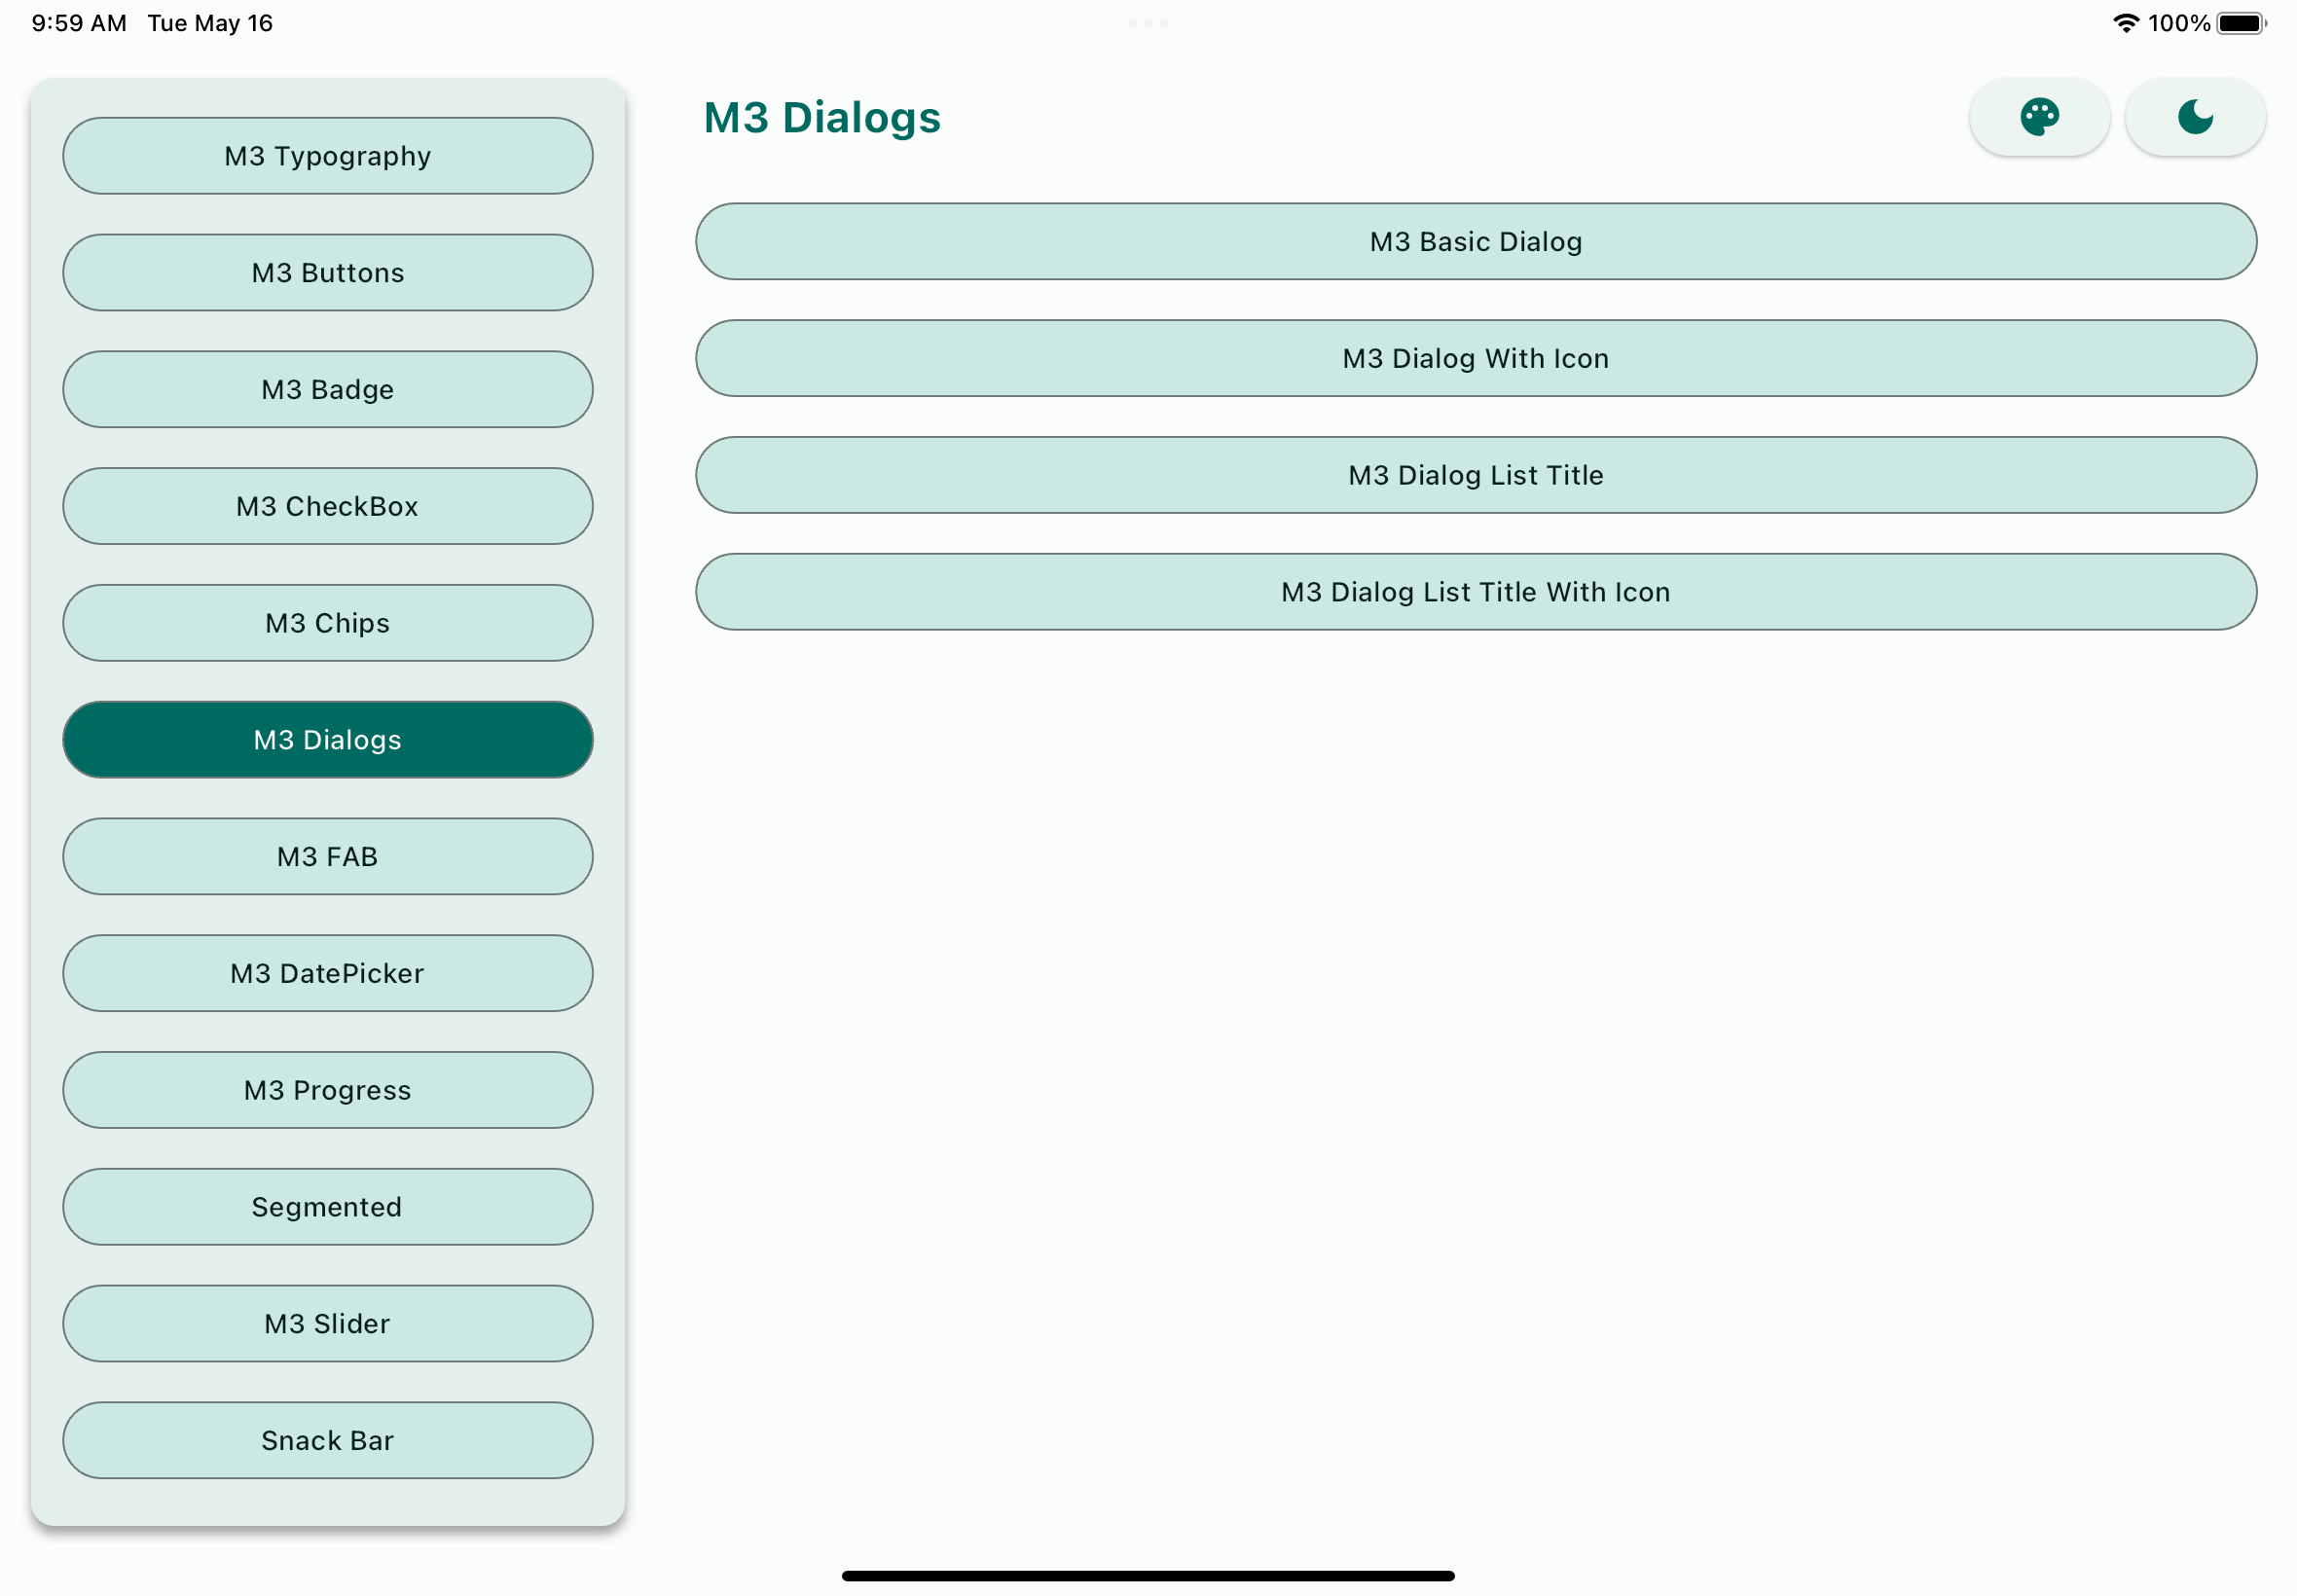 9:59 AM Tue May 16
100%
M3 Typography
M3 Buttons
M3 Badge
M3 CheckBox
M3 Chips
M3 Dialogs
M3 FAB
M3 DatePicker
M3 Progress
Segmented
M3 Slider
Snack Bar
M3 Dialogs
M3 Basic Dialog
M3 Dialog With Icon
M3 Dialog List Title
M3 Dialog List Title With Icon